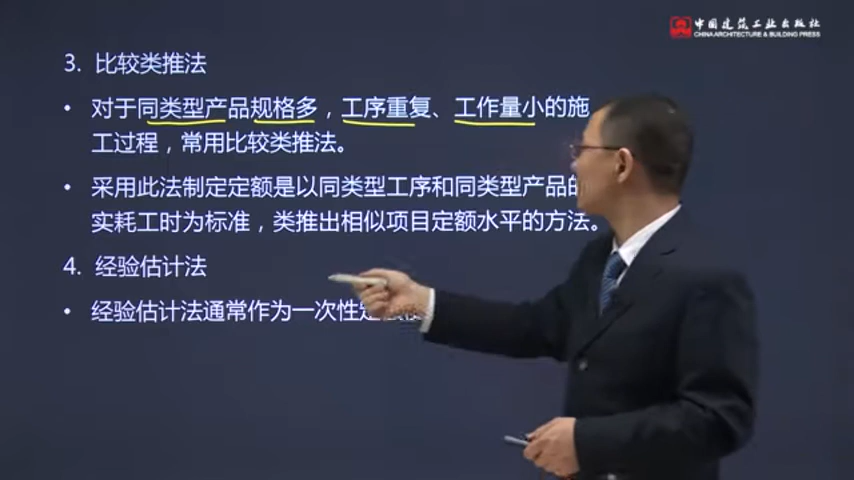 中国建筑工业出版社
CHINA ARCHITECTURE & BUILDING PRESS
3. 比较类推法
• 对于同类型产品规格多，工序重复、工作量小的施
工过程，常用比较类推法。
• 采用此法制定定额是以同类型工序和同类型产品的
实耗工时为标准，类推出相似项目定额水平的方法。
4. 经验估计法
• 经验估计法通常作为一次性定